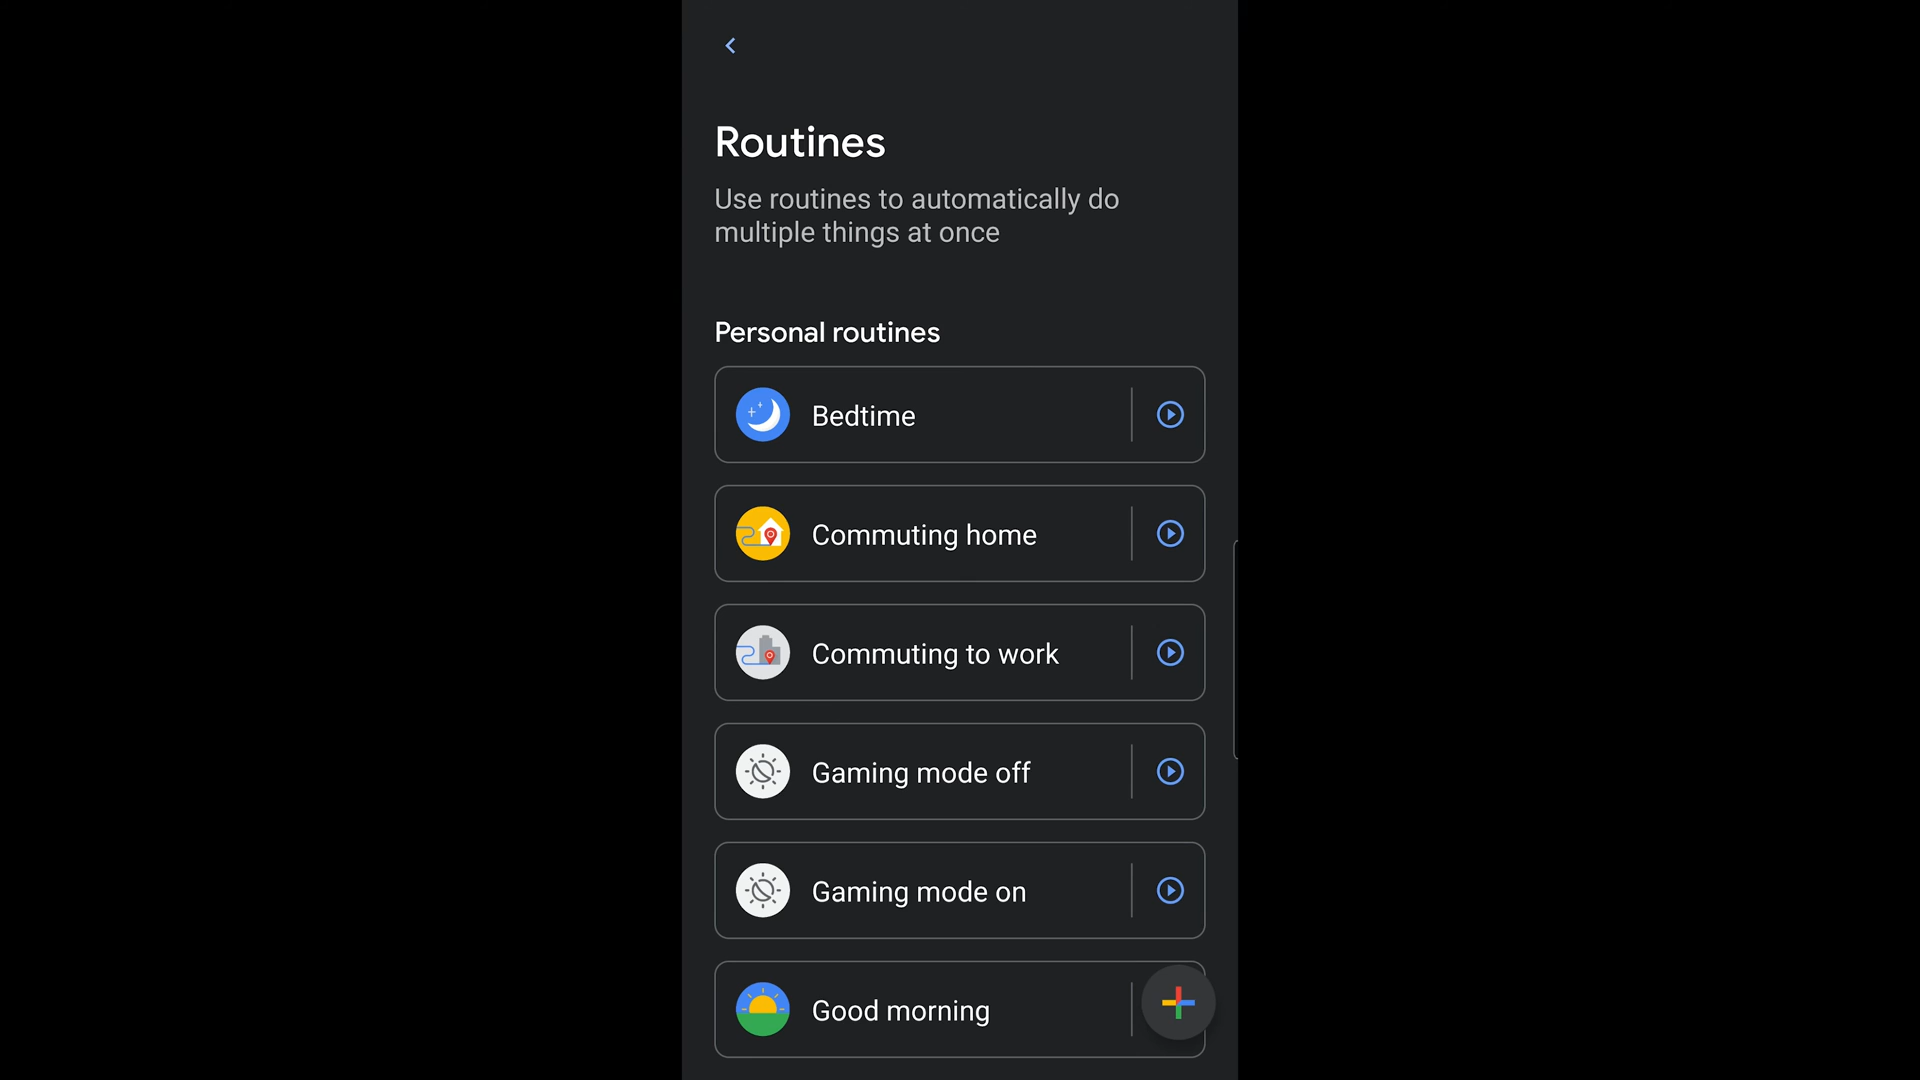 Routines
Use routines to automatically do
multiple things at once
Personal routines
Bedtime
Commuting home
Commuting to work
Gaming mode off
Gaming mode on
Good morning